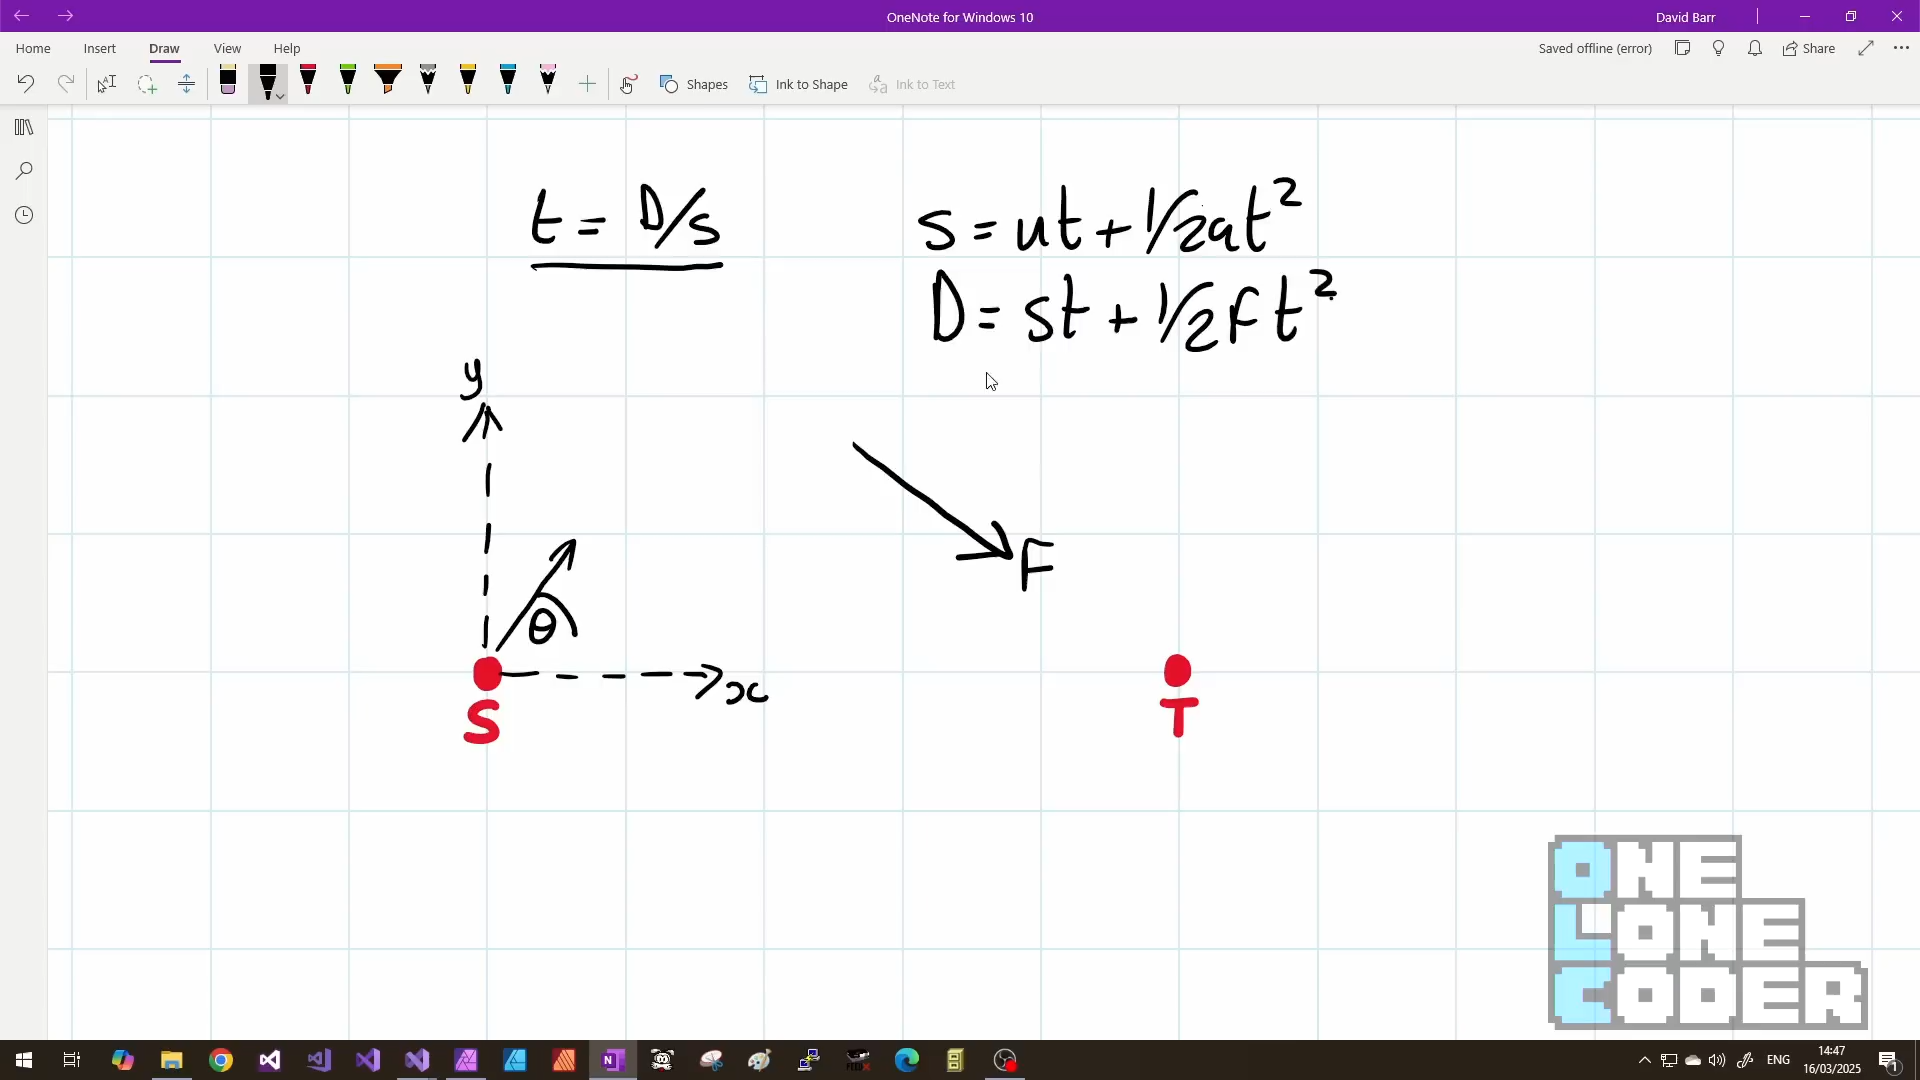 OneNote for Windows 10
David Barr
Home Insert Draw View Help
Saved offline (error)
Share
Shapes
Ink to Shape
Ink to Text
t = D/s
s = ut + 1/2at²
D = st + 1/2Ft²
y
F
θ
x
S
T
ONE
LONE
CODER
ENG
14:47
16/03/2025
1